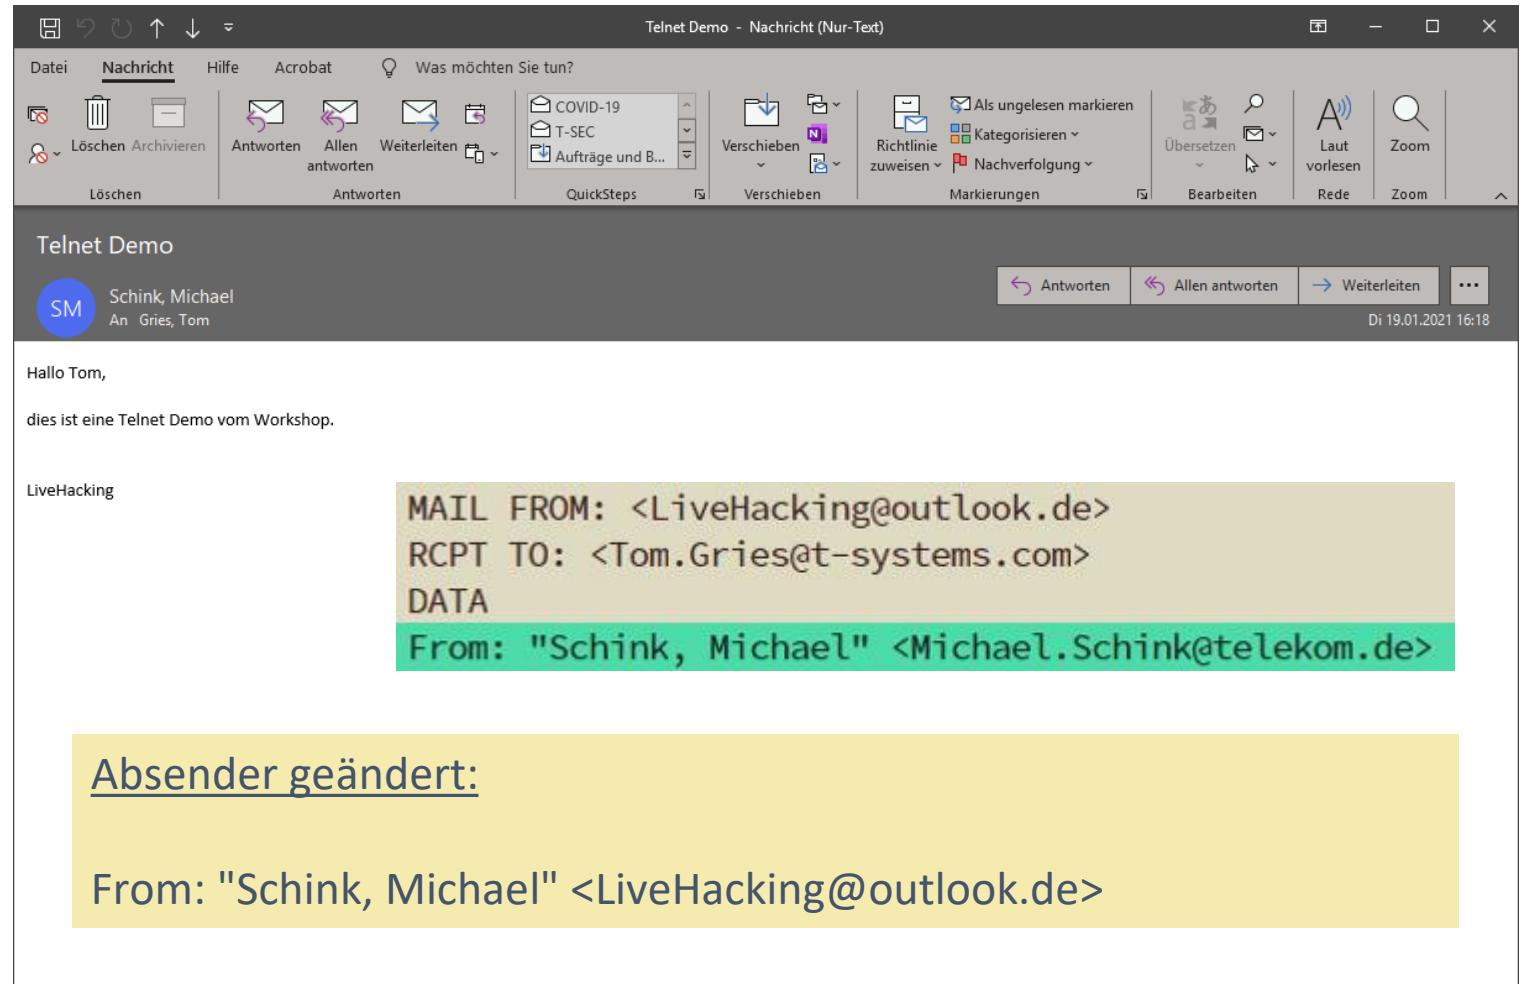 Telnet Demo - Nachricht (Nur-Text)
Datei Nachricht Hilfe Acrobat Was möchten Sie tun?
Löschen Archivieren
Löschen
Antworten Allen antworten Weiterleiten
Antworten
COVID-19
T-SEC
Aufträge und B...
QuickSteps
Verschieben
N
Verschieben
Richtlinie zuweisen
Als ungelesen markieren
Kategorisieren
Nachverfolgung
Markierungen
Übersetzen
Bearbeiten
Laut vorlesen
Rede
Zoom
Zoom
Telnet Demo
SM
Schink, Michael
An Gries, Tom
Antworten Allen antworten Weiterleiten
Di 19.01.2021 16:18
Hallo Tom,
dies ist eine Telnet Demo vom Workshop.
LiveHacking
MAIL FROM: <LiveHacking@outlook.de>
RCPT TO: <Tom.Gries@t-systems.com>
DATA
From: "Schink, Michael" <Michael.Schink@telekom.de>
Absender geändert:
From: "Schink, Michael" <LiveHacking@outlook.de>